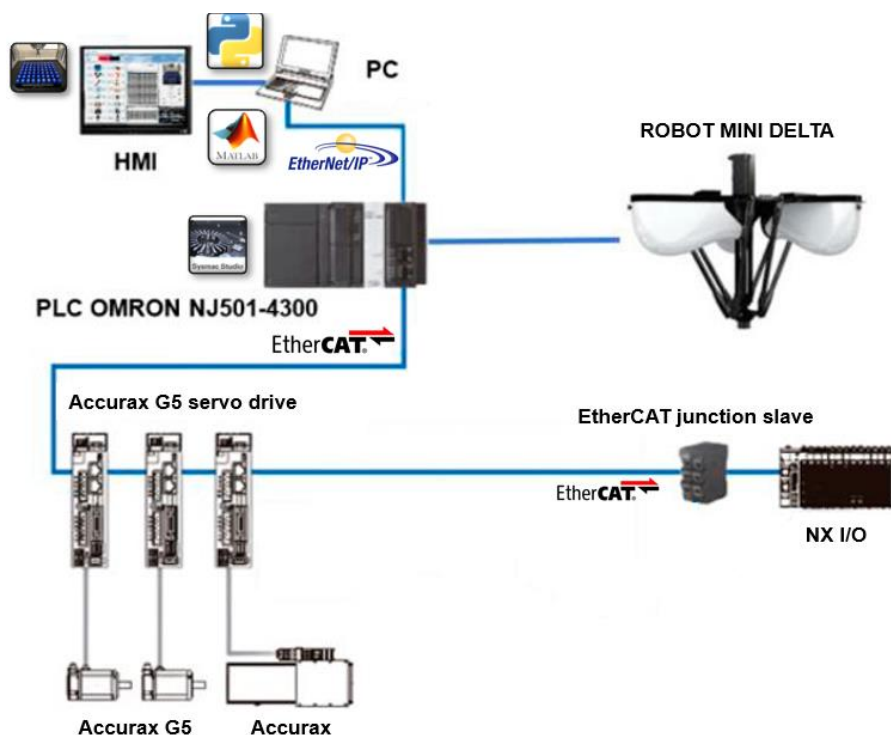 PC
HMI
MATLAB
EtherNet/IP
ROBOT MINI DELTA
Sysmac Studio
PLC OMRON NJ501-4300
EtherCAT®
Accurax G5 servo drive
EtherCAT junction slave
EtherCAT®
NX I/O
Accurax G5
Accurax